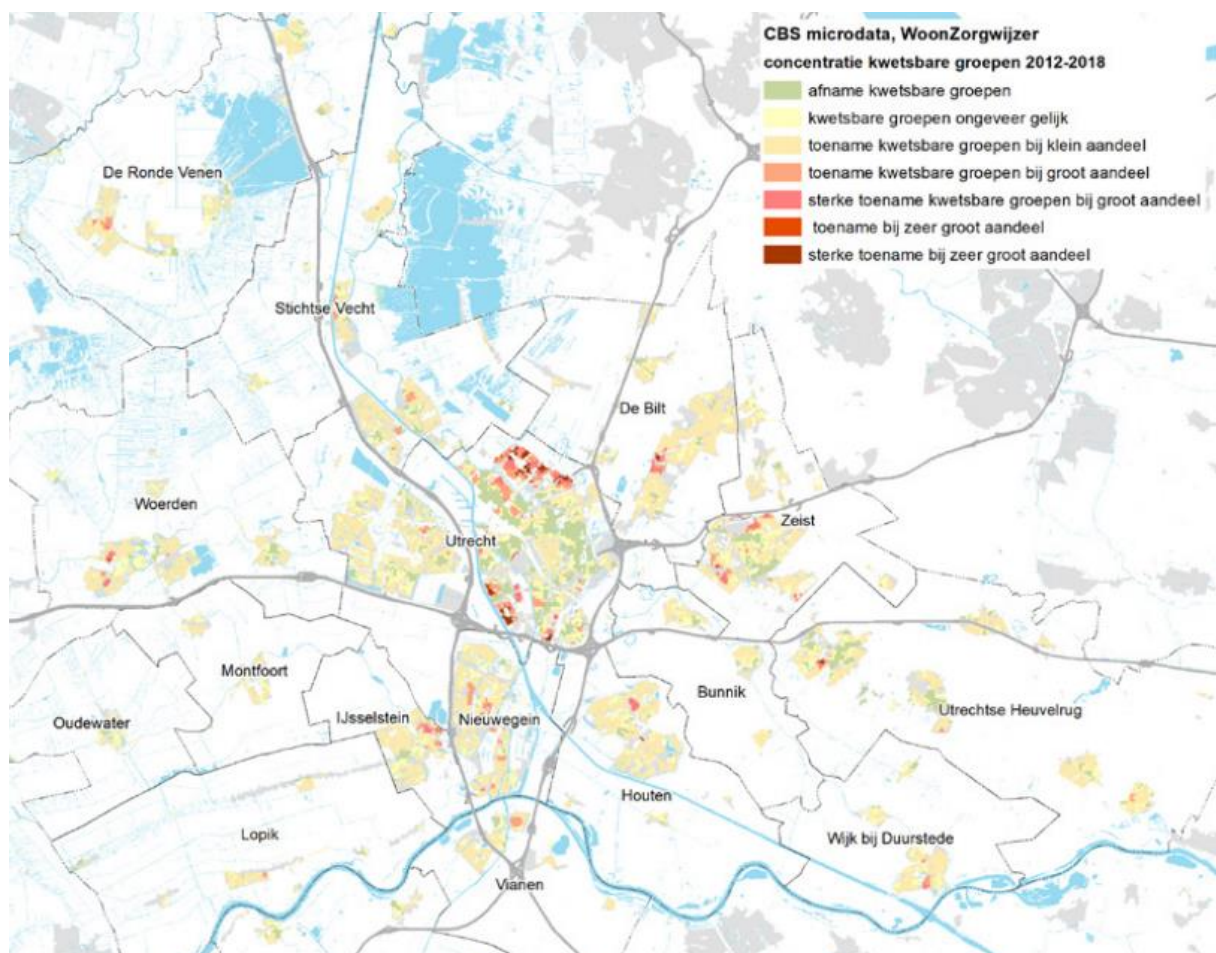 CBS microdata, WoonZorgwijzer
concentratie kwetsbare groepen 2012-2018
afname kwetsbare groepen
kwetsbare groepen ongeveer gelijk
toename kwetsbare groepen bij klein aandeel
toename kwetsbare groepen bij groot aandeel
sterke toename kwetsbare groepen bij groot aandeel
toename bij zeer groot aandeel
sterke toename bij zeer groot aandeel
De Ronde Venen
Stichtse Vecht
De Bilt
Woerden
Utrecht
Zeist
Montfoort
Bunnik
Oudewater
IJsselstein
Nieuwegein
Utrechtse Heuvelrug
Houten
Lopik
Wijk bij Duurstede
Vianen